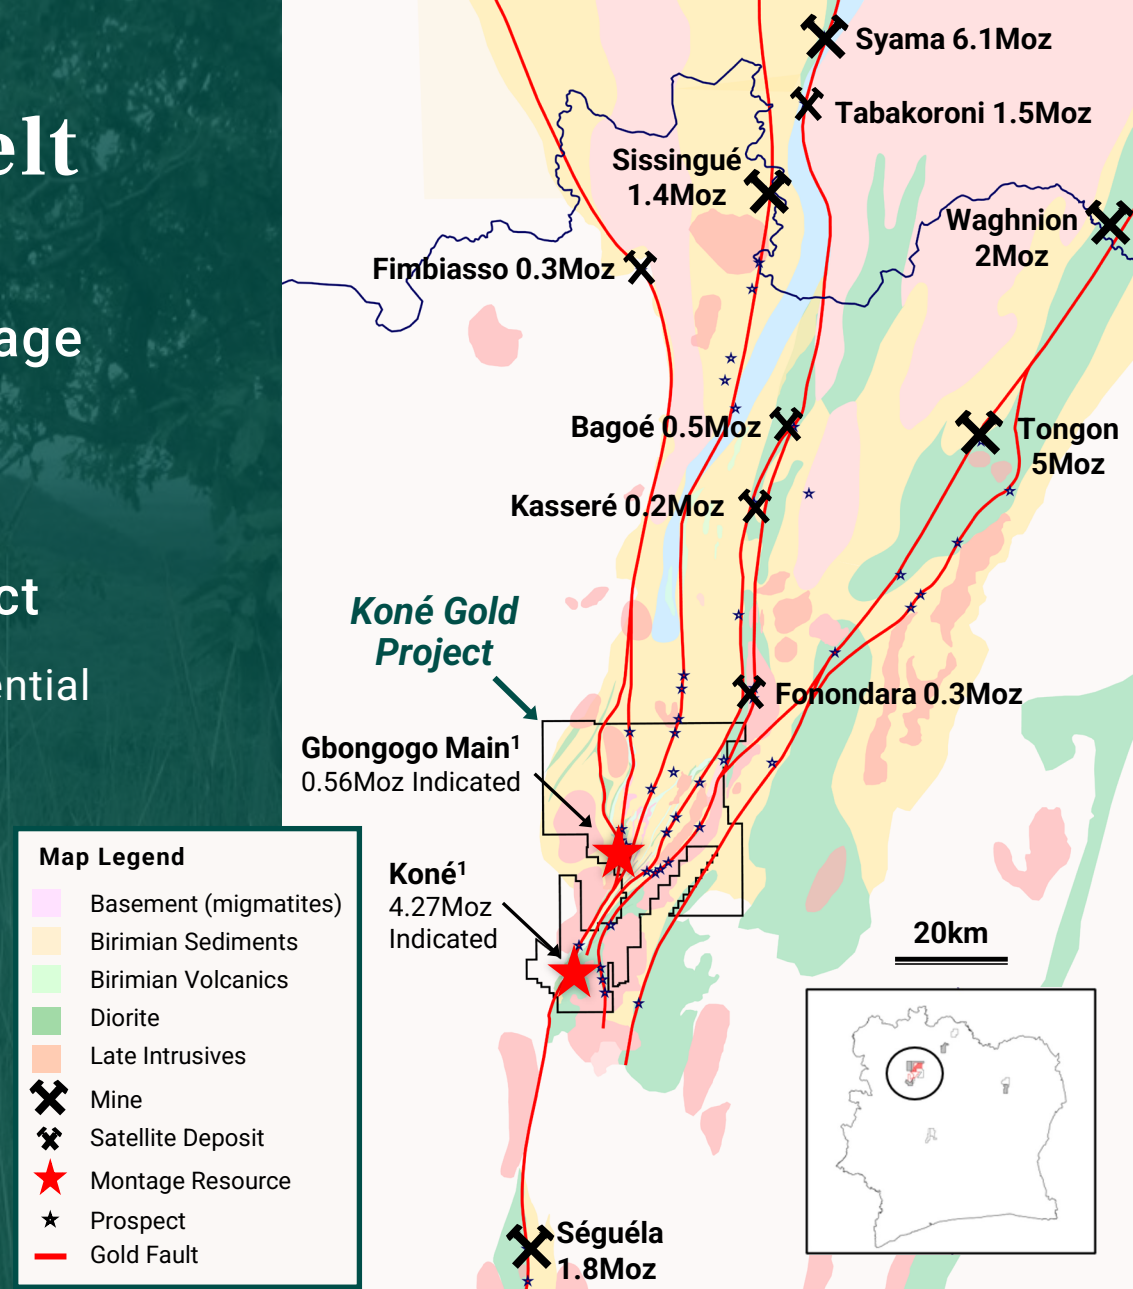 elt
age
ct
ential
Syama 6.1Moz
Tabakoroni 1.5Moz
Sissingué
1.4Moz
Waghnion
2Moz
Fimbiasso 0.3Moz
Bagoé 0.5Moz
Tongon
5Moz
Kasseré 0.2Moz
Koné Gold
Project
Fonondara 0.3Moz
Gbongogo Main¹
0.56Moz Indicated
Koné¹
4.27Moz
Indicated
20km
Séguéla
1.8Moz
Map Legend
Basement (migmatites)
Birimian Sediments
Birimian Volcanics
Diorite
Late Intrusives
Mine
Satellite Deposit
Montage Resource
Prospect
Gold Fault